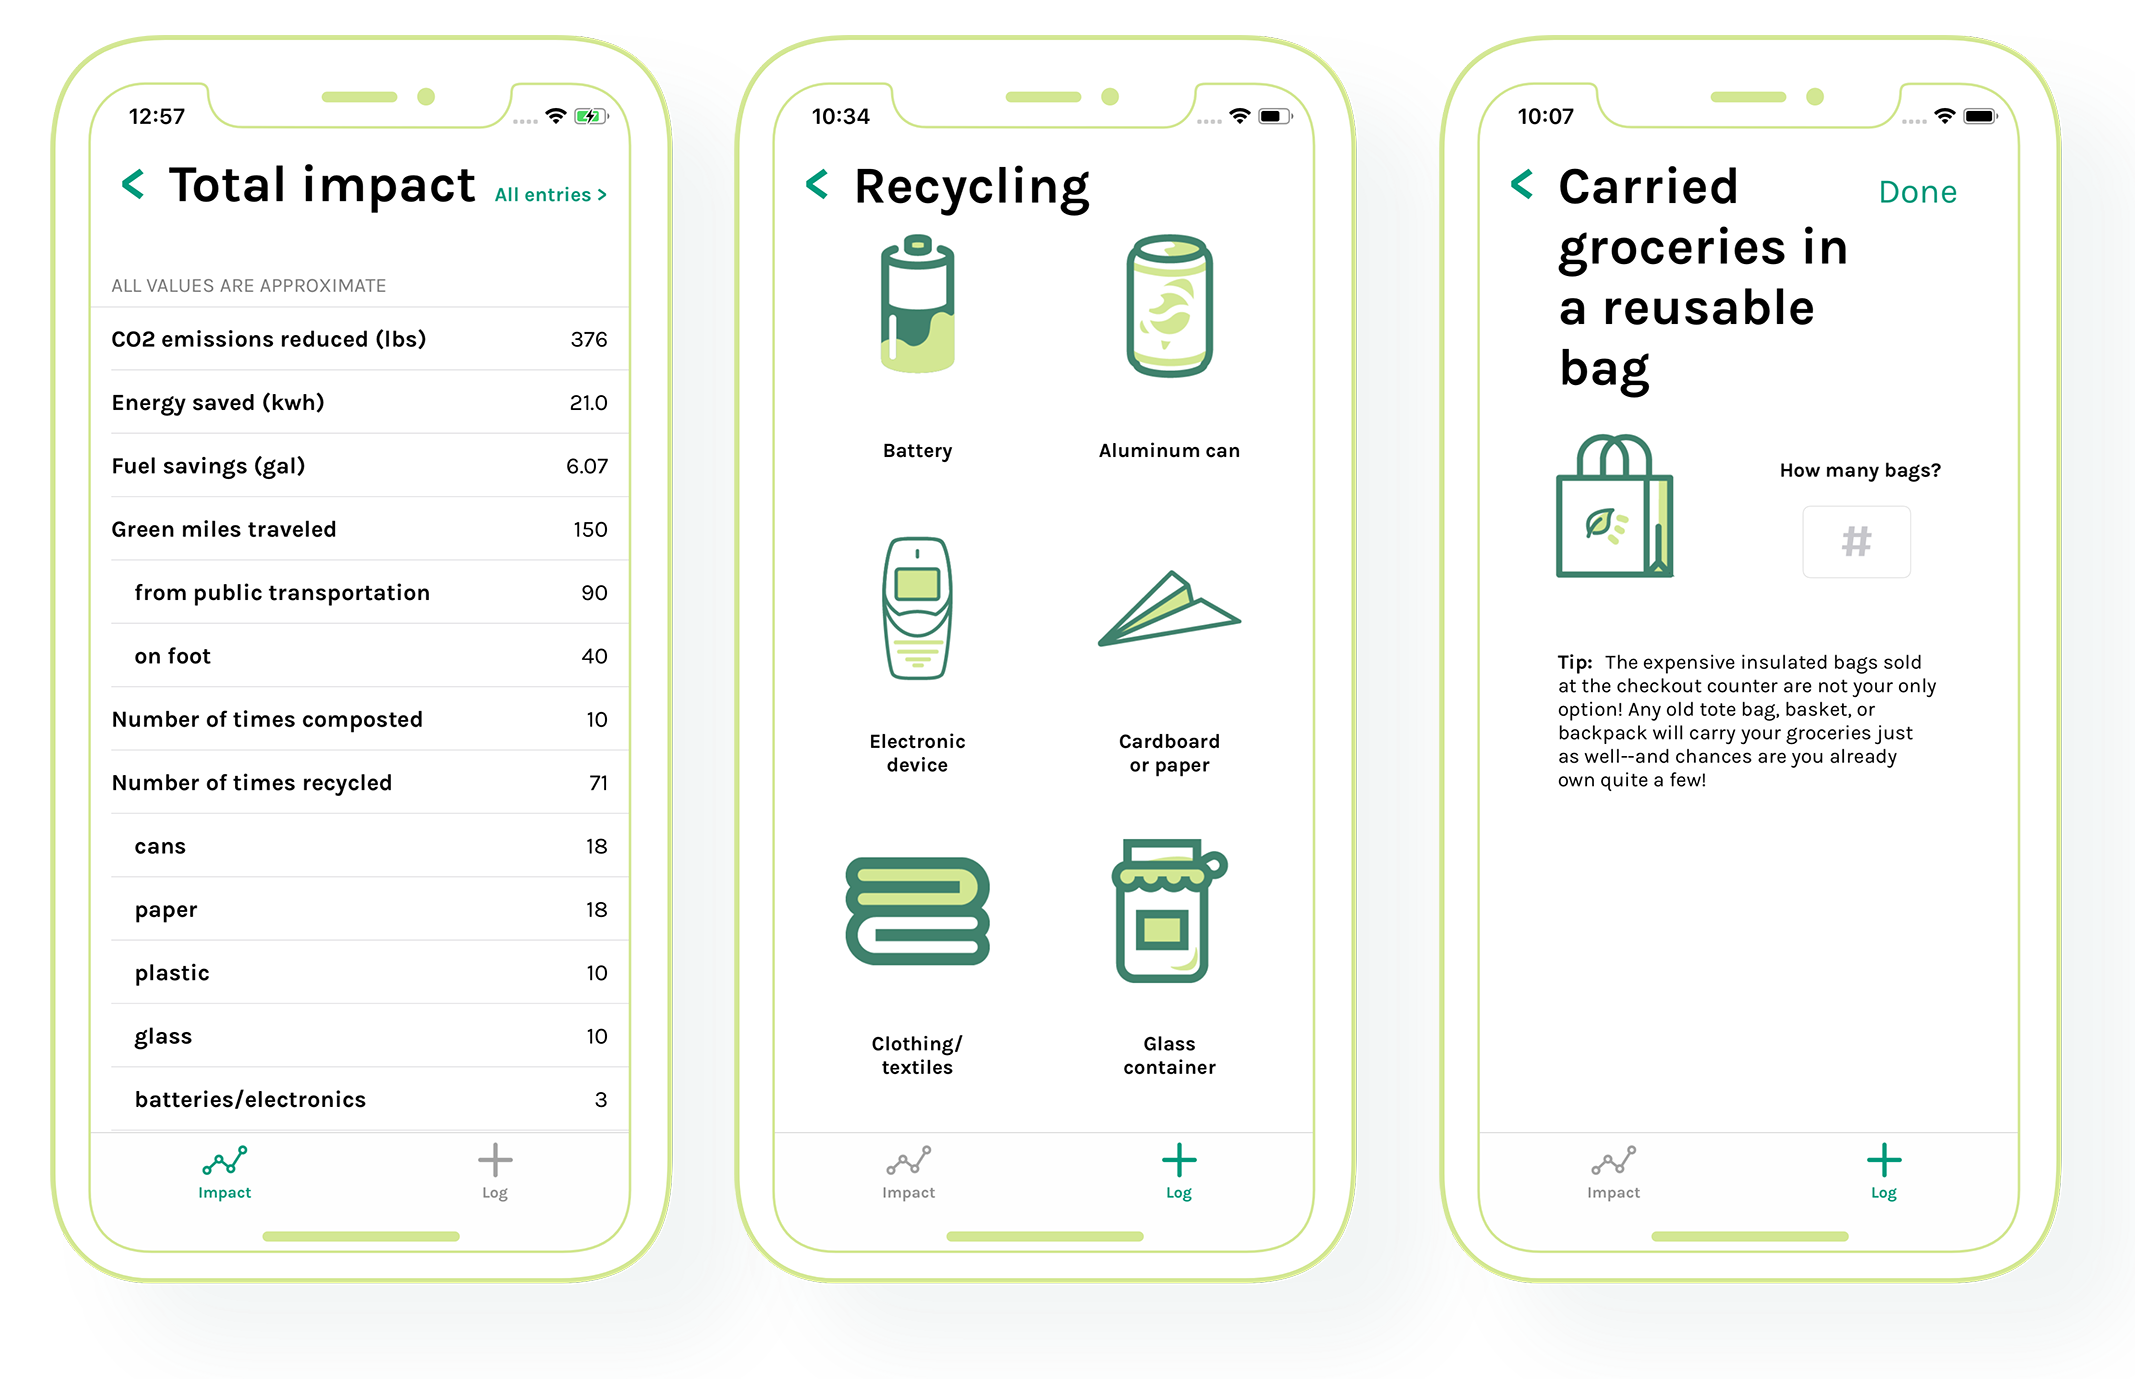 12:57
< Total impact All entries >
ALL VALUES ARE APPROXIMATE
CO2 emissions reduced (lbs) 376
Energy saved (kwh) 21.0
Fuel savings (gal) 6.07
Green miles traveled 150
from public transportation 90
on foot 40
Number of times composted 10
Number of times recycled 71
cans 18
paper 18
plastic 10
glass 10
batteries/electronics 3
Impact Log
10:34
< Recycling
Battery Aluminum can
Electronic
device
Cardboard
or paper
Clothing/
textiles
Glass
container
Impact Log
10:07
< Carried
groceries in
a reusable
bag
Done
How many bags?
#
Tip: The expensive insulated bags sold
at the checkout counter are not your only
option! Any old tote bag, basket, or
backpack will carry your groceries just
as well--and chances are you already
own quite a few!
Impact Log